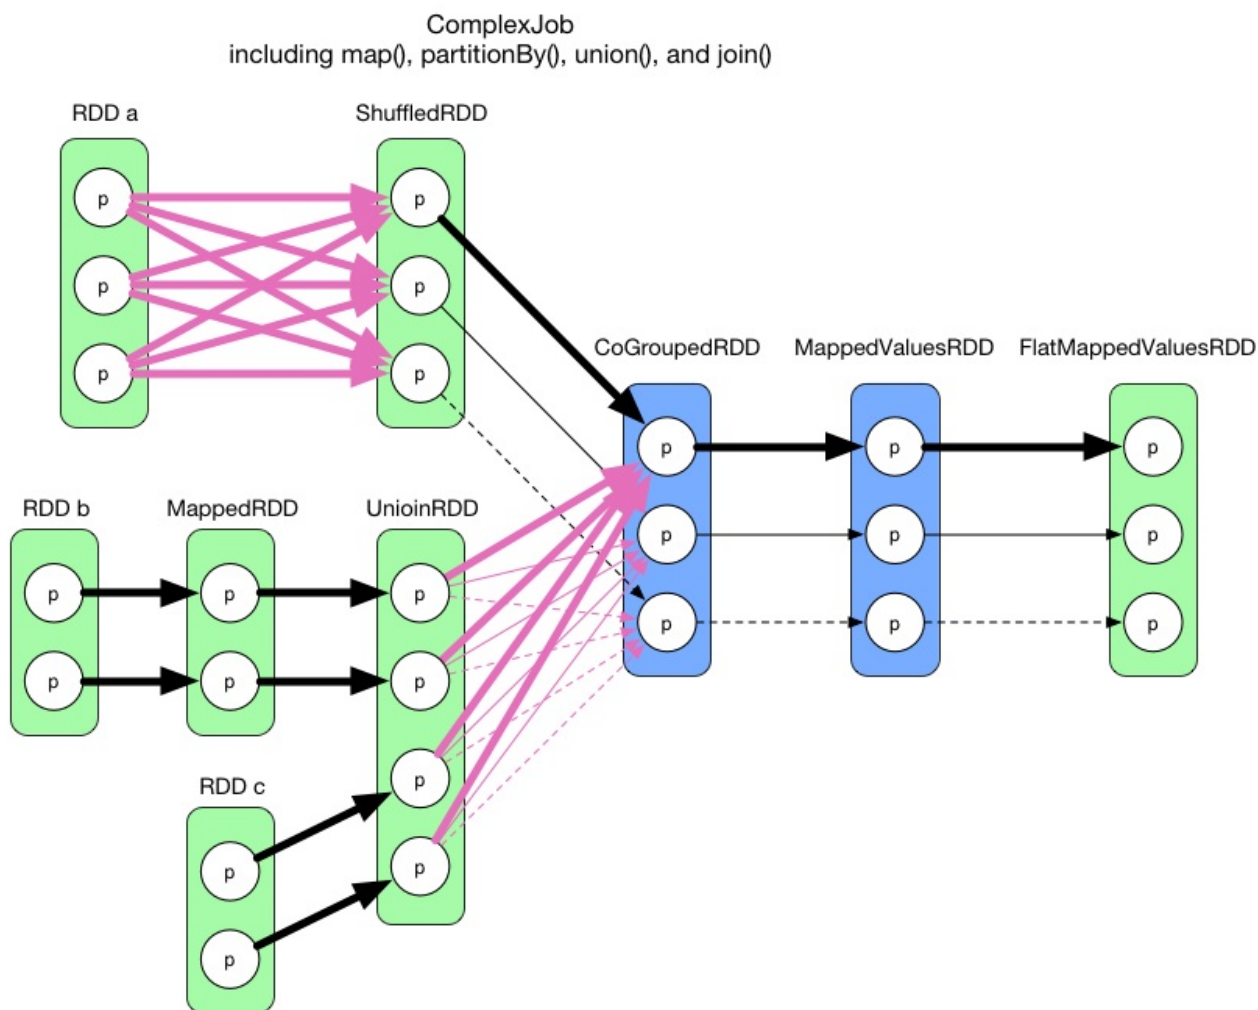 ComplexJob
including map(), partitionBy(), union(), and join()
RDD a
ShuffledRDD
p
p
p
p
p
p
CoGroupedRDD
MappedValuesRDD
FlatMappedValuesRDD
p
p
p
p
p
p
p
p
p
RDD b
MappedRDD
UnioinRDD
p
p
p
p
p
p
p
p
RDD c
p
p